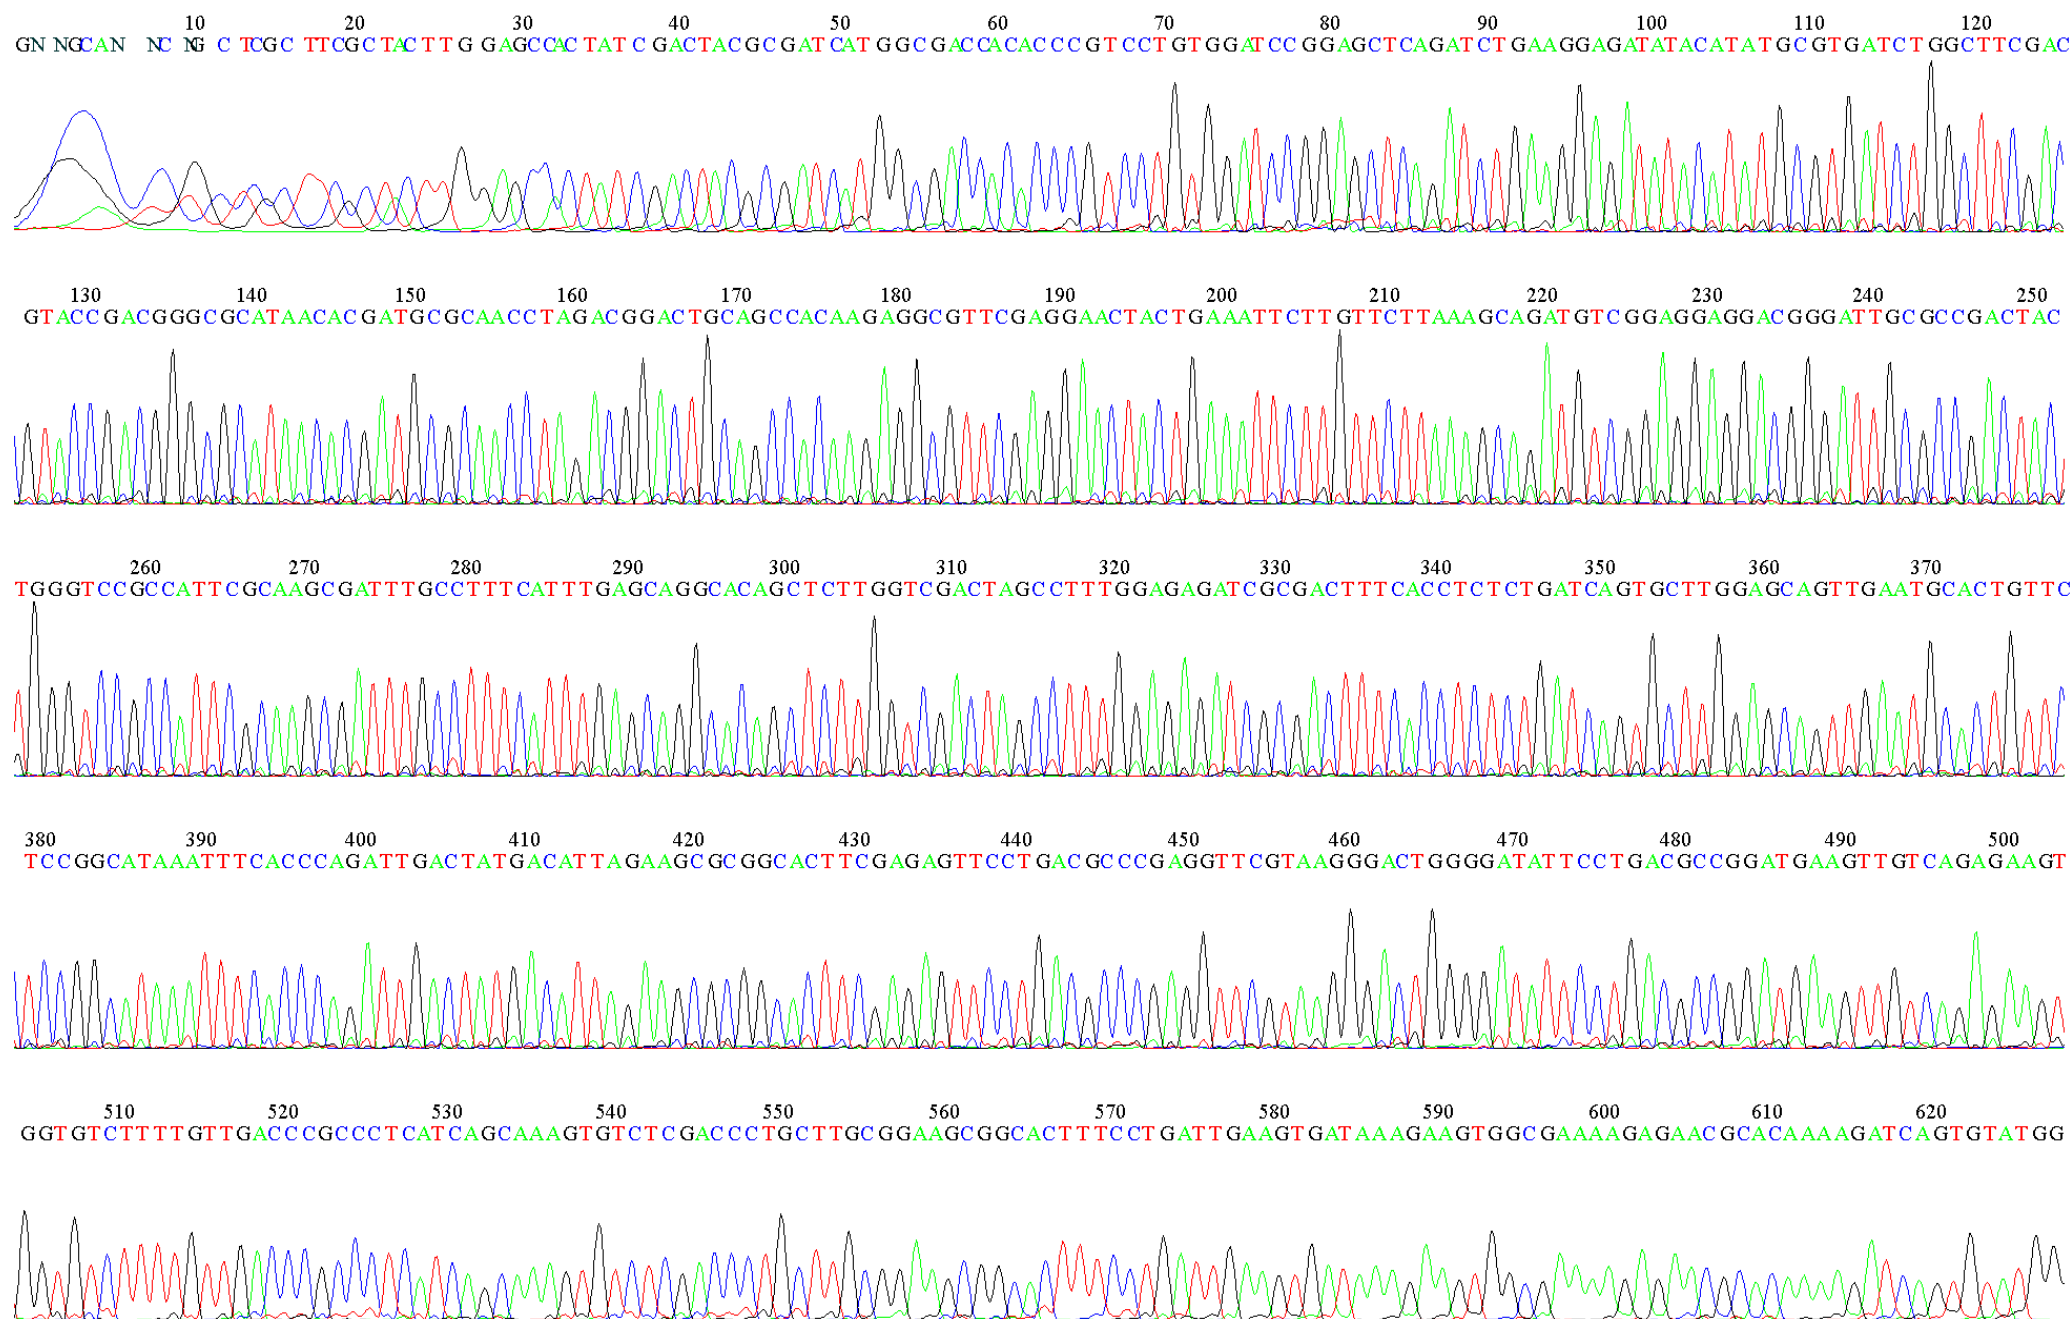 10 20 30 40 50 60 70 80 90 100 110 120
GN NGCAN NC NG C TCGC TTCGCTACTTG GAGCCACTATC GACTACGCGATCATGGCGACCACACCCGTCCTGTGGATCCGGAGCTCAGATCTGAAGGAGATATACATATGCGTGATCTGGCTTCGAC
130 140 150 160 170 180 190 200 210 220 230 240 250
GTACCGACGGGCGCATAACACGATGCGCAACCTAGACGGACTGCAGCCACAAGAGGCGTTCGAGGAACTACTGAAATTCTTGTTCTTAAAGCAGATGTCGGAGGAGGACGGGATTGCGCCGACTAC
260 270 280 290 300 310 320 330 340 350 360 370
TGGGTCCGCCATTCGCAAGCGATTTGCCTTTCATTTGAGCAGGCACAGCTCTTGGTCGACTAGCCTTTGGAGAGATCGCGACTTTCACCTCTCTGATCAGTGCTTGGAGCAGTTGAATGCACTGTTC
380 390 400 410 420 430 440 450 460 470 480 490 500
TCCGGCATAAATTTCACCCAGATTGACTATGACATTAGAAGCGCGGCACTTCGAGAGTTCCTGACGCCCGAGGTTCGTAAGGGACTGGGGATATTCCTGACGCCGGATGAAGTTGTCAGAGAAGT
510 520 530 540 550 560 570 580 590 600 610 620
GGTGTCTTTTGTTGACCCGCCCTCATCAGCAAAGTGTCTCGACCCTGCTTGCGGAAGCGGCACTTTCCTGATTGAAGTGATAAAGAAGTGGCGAAAAGAGAACGCACAAAAGATCAGTGTATGG